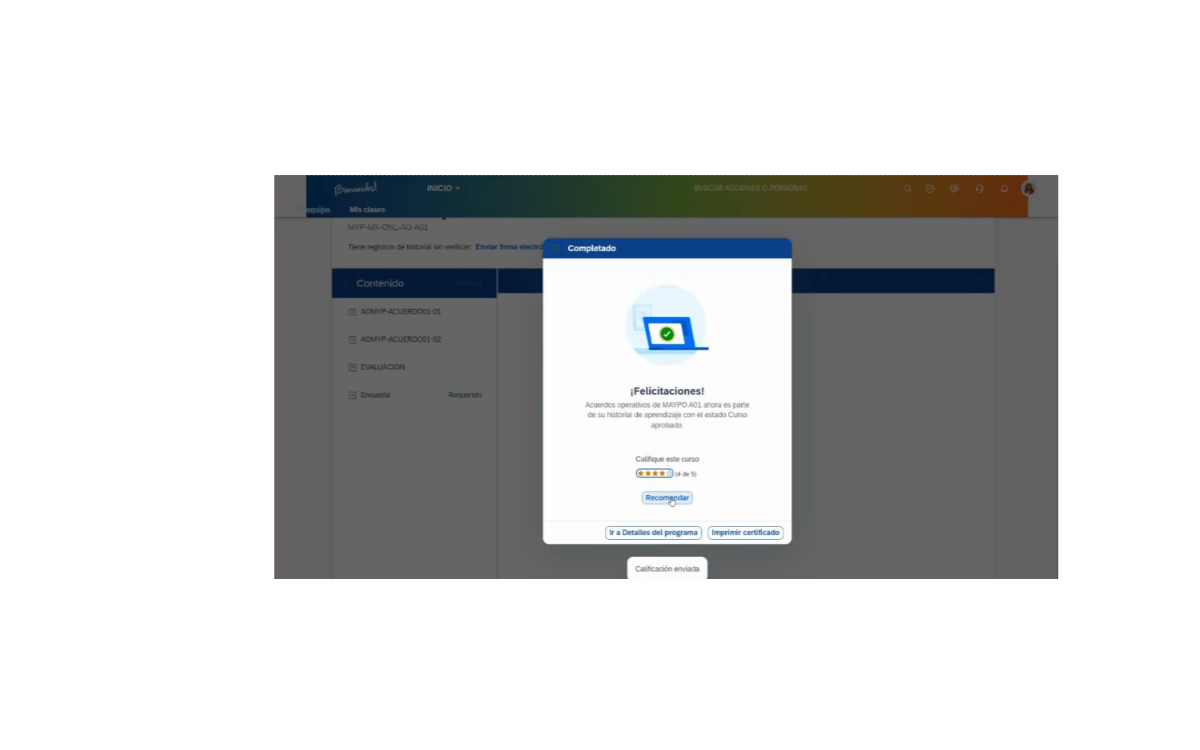 ¡Bienvenid@s!
INICIO
BUSCAR ACCIONES O PERSONAS
equipo
Mis clases
MYP-MX-ONL-AO-A01
Tiene registros de historial sin verificar. Enviar firma electró
Completado
Contenido
AOMYP-ACUERDO01-01
AOMYP-ACUERDO01-02
EVALUACIÓN
Encuesta Requerido
¡Felicitaciones!
Acuerdos operativos de MAYPO A01 ahora es parte
de su historial de aprendizaje con el estado Curso
aprobado.
Califique este curso
(4 de 5)
Recomendar
Ir a Detalles del programa
Imprimir certificado
Calificación enviada